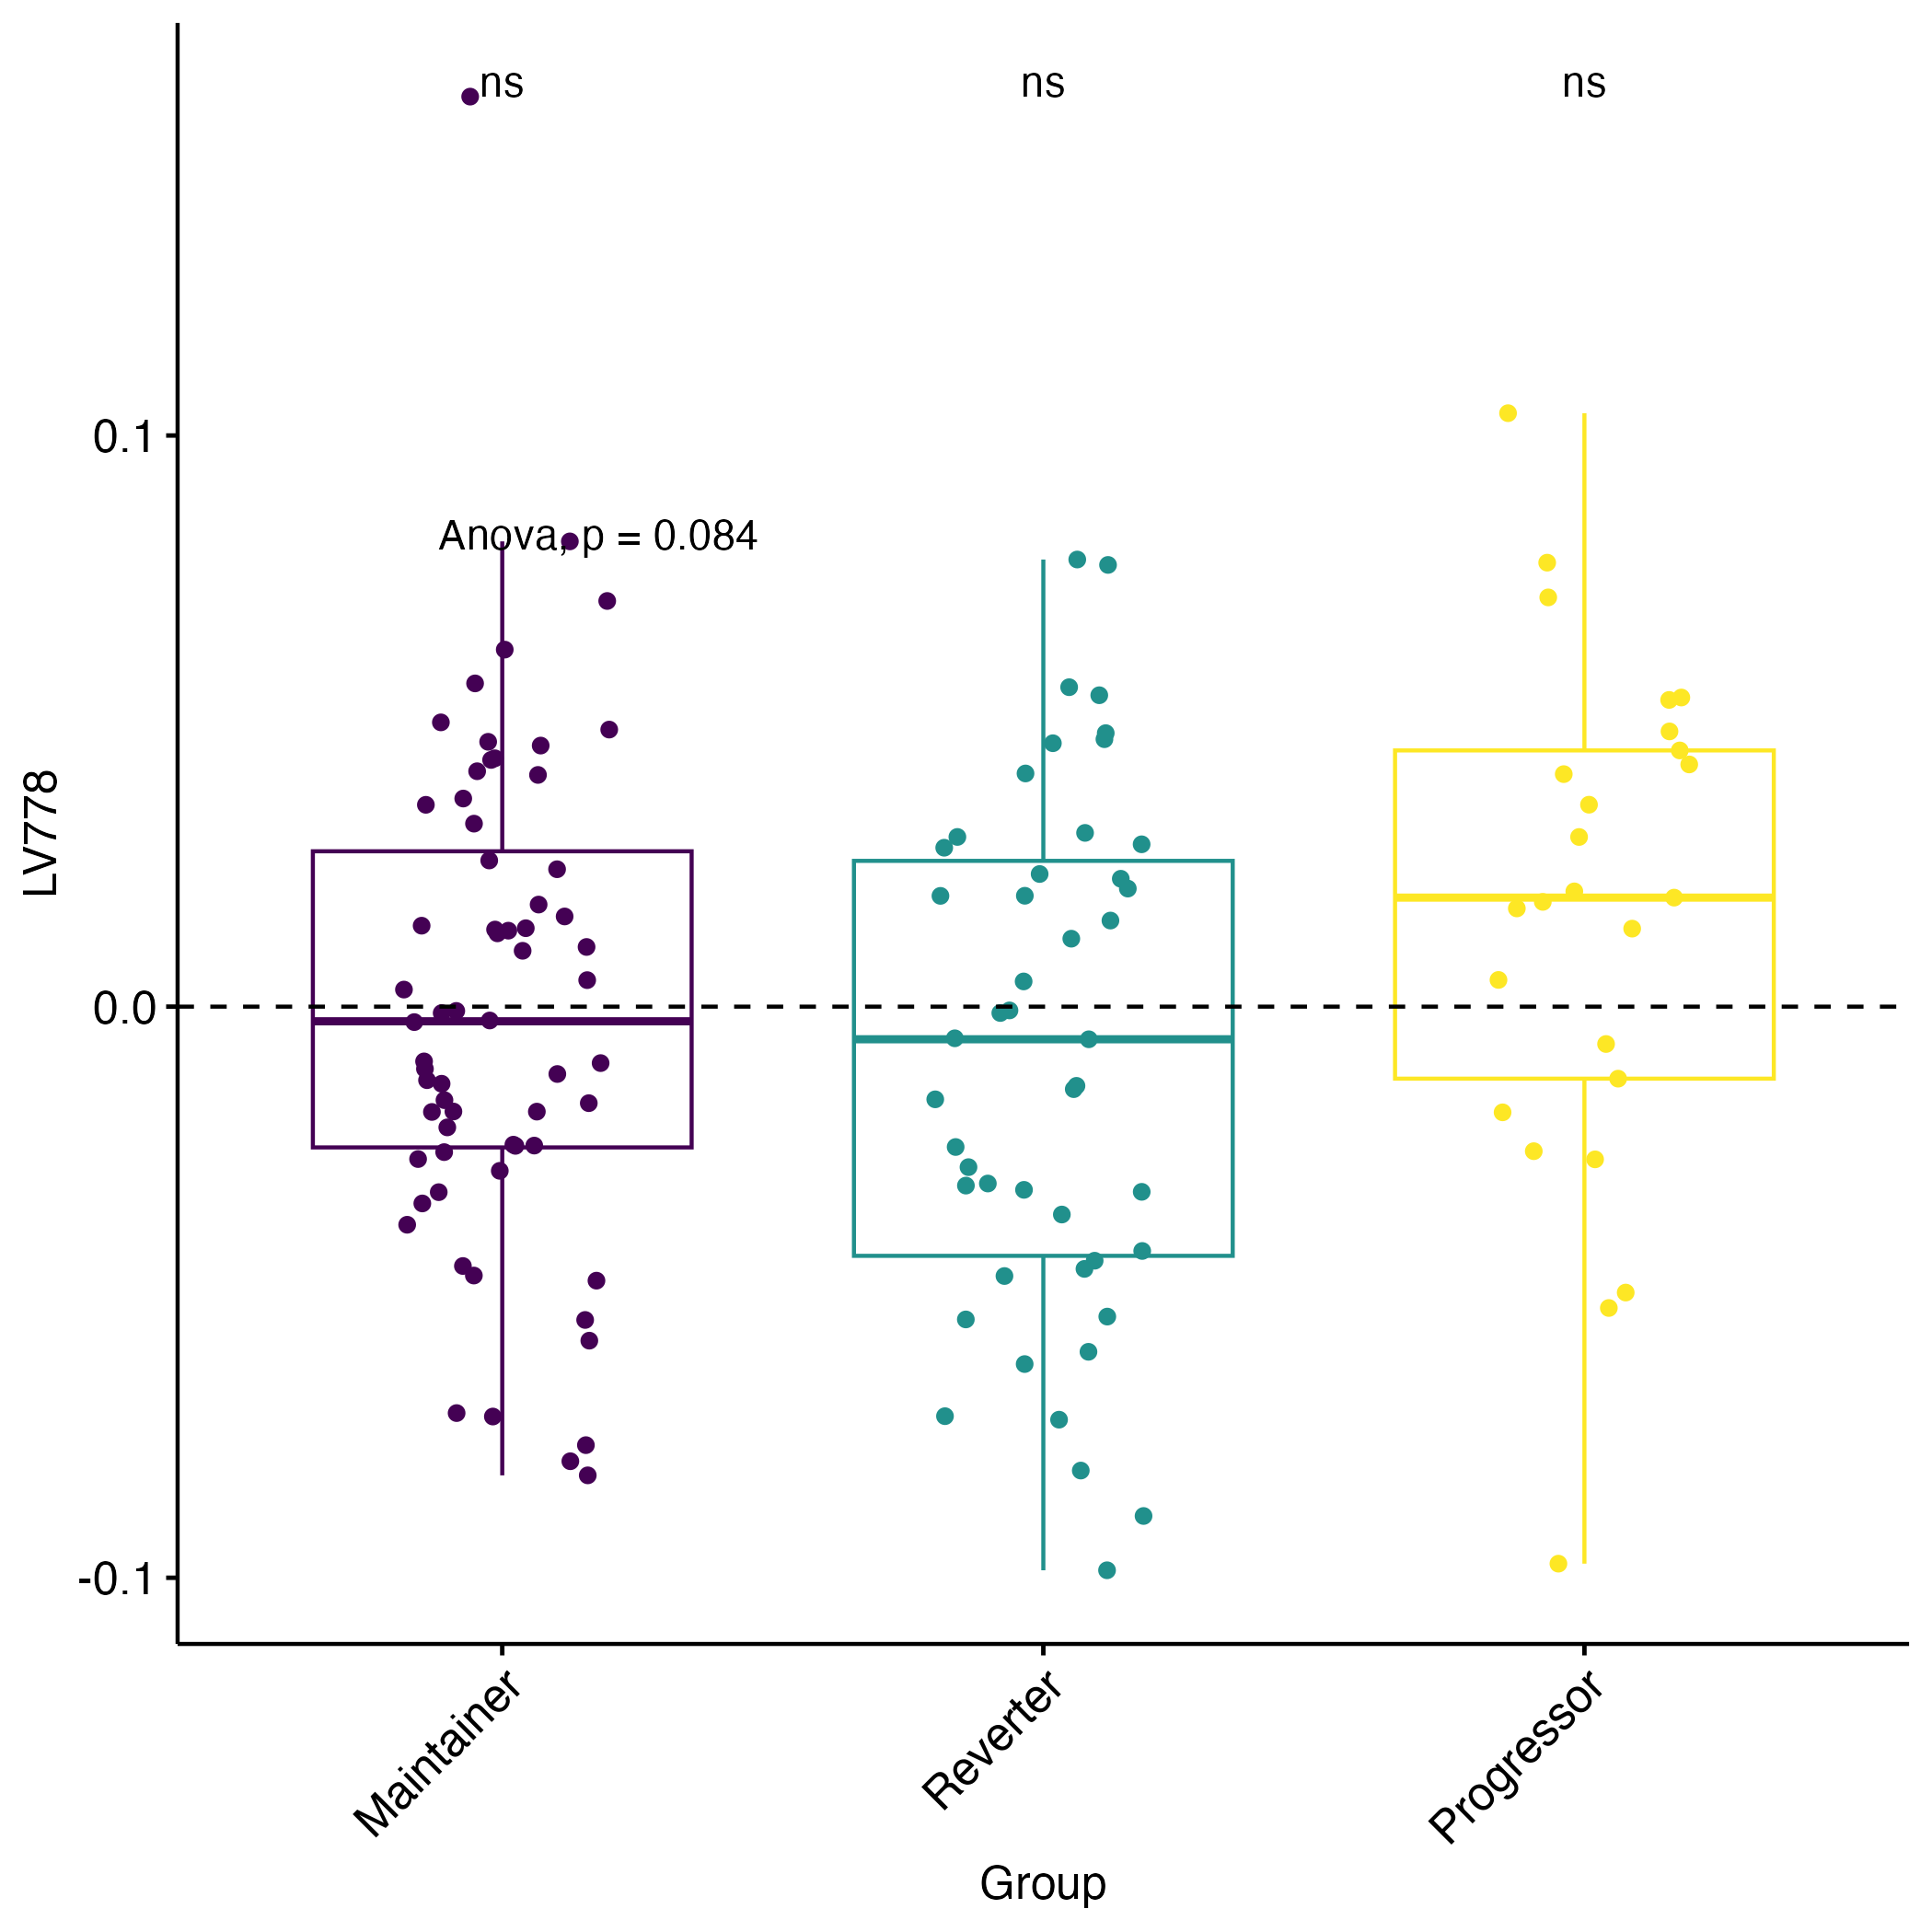 ns ns ns
0.1
Anova, p = 0.084
LV778
0.0
-0.1
Maintainer Reverter Progressor
Group